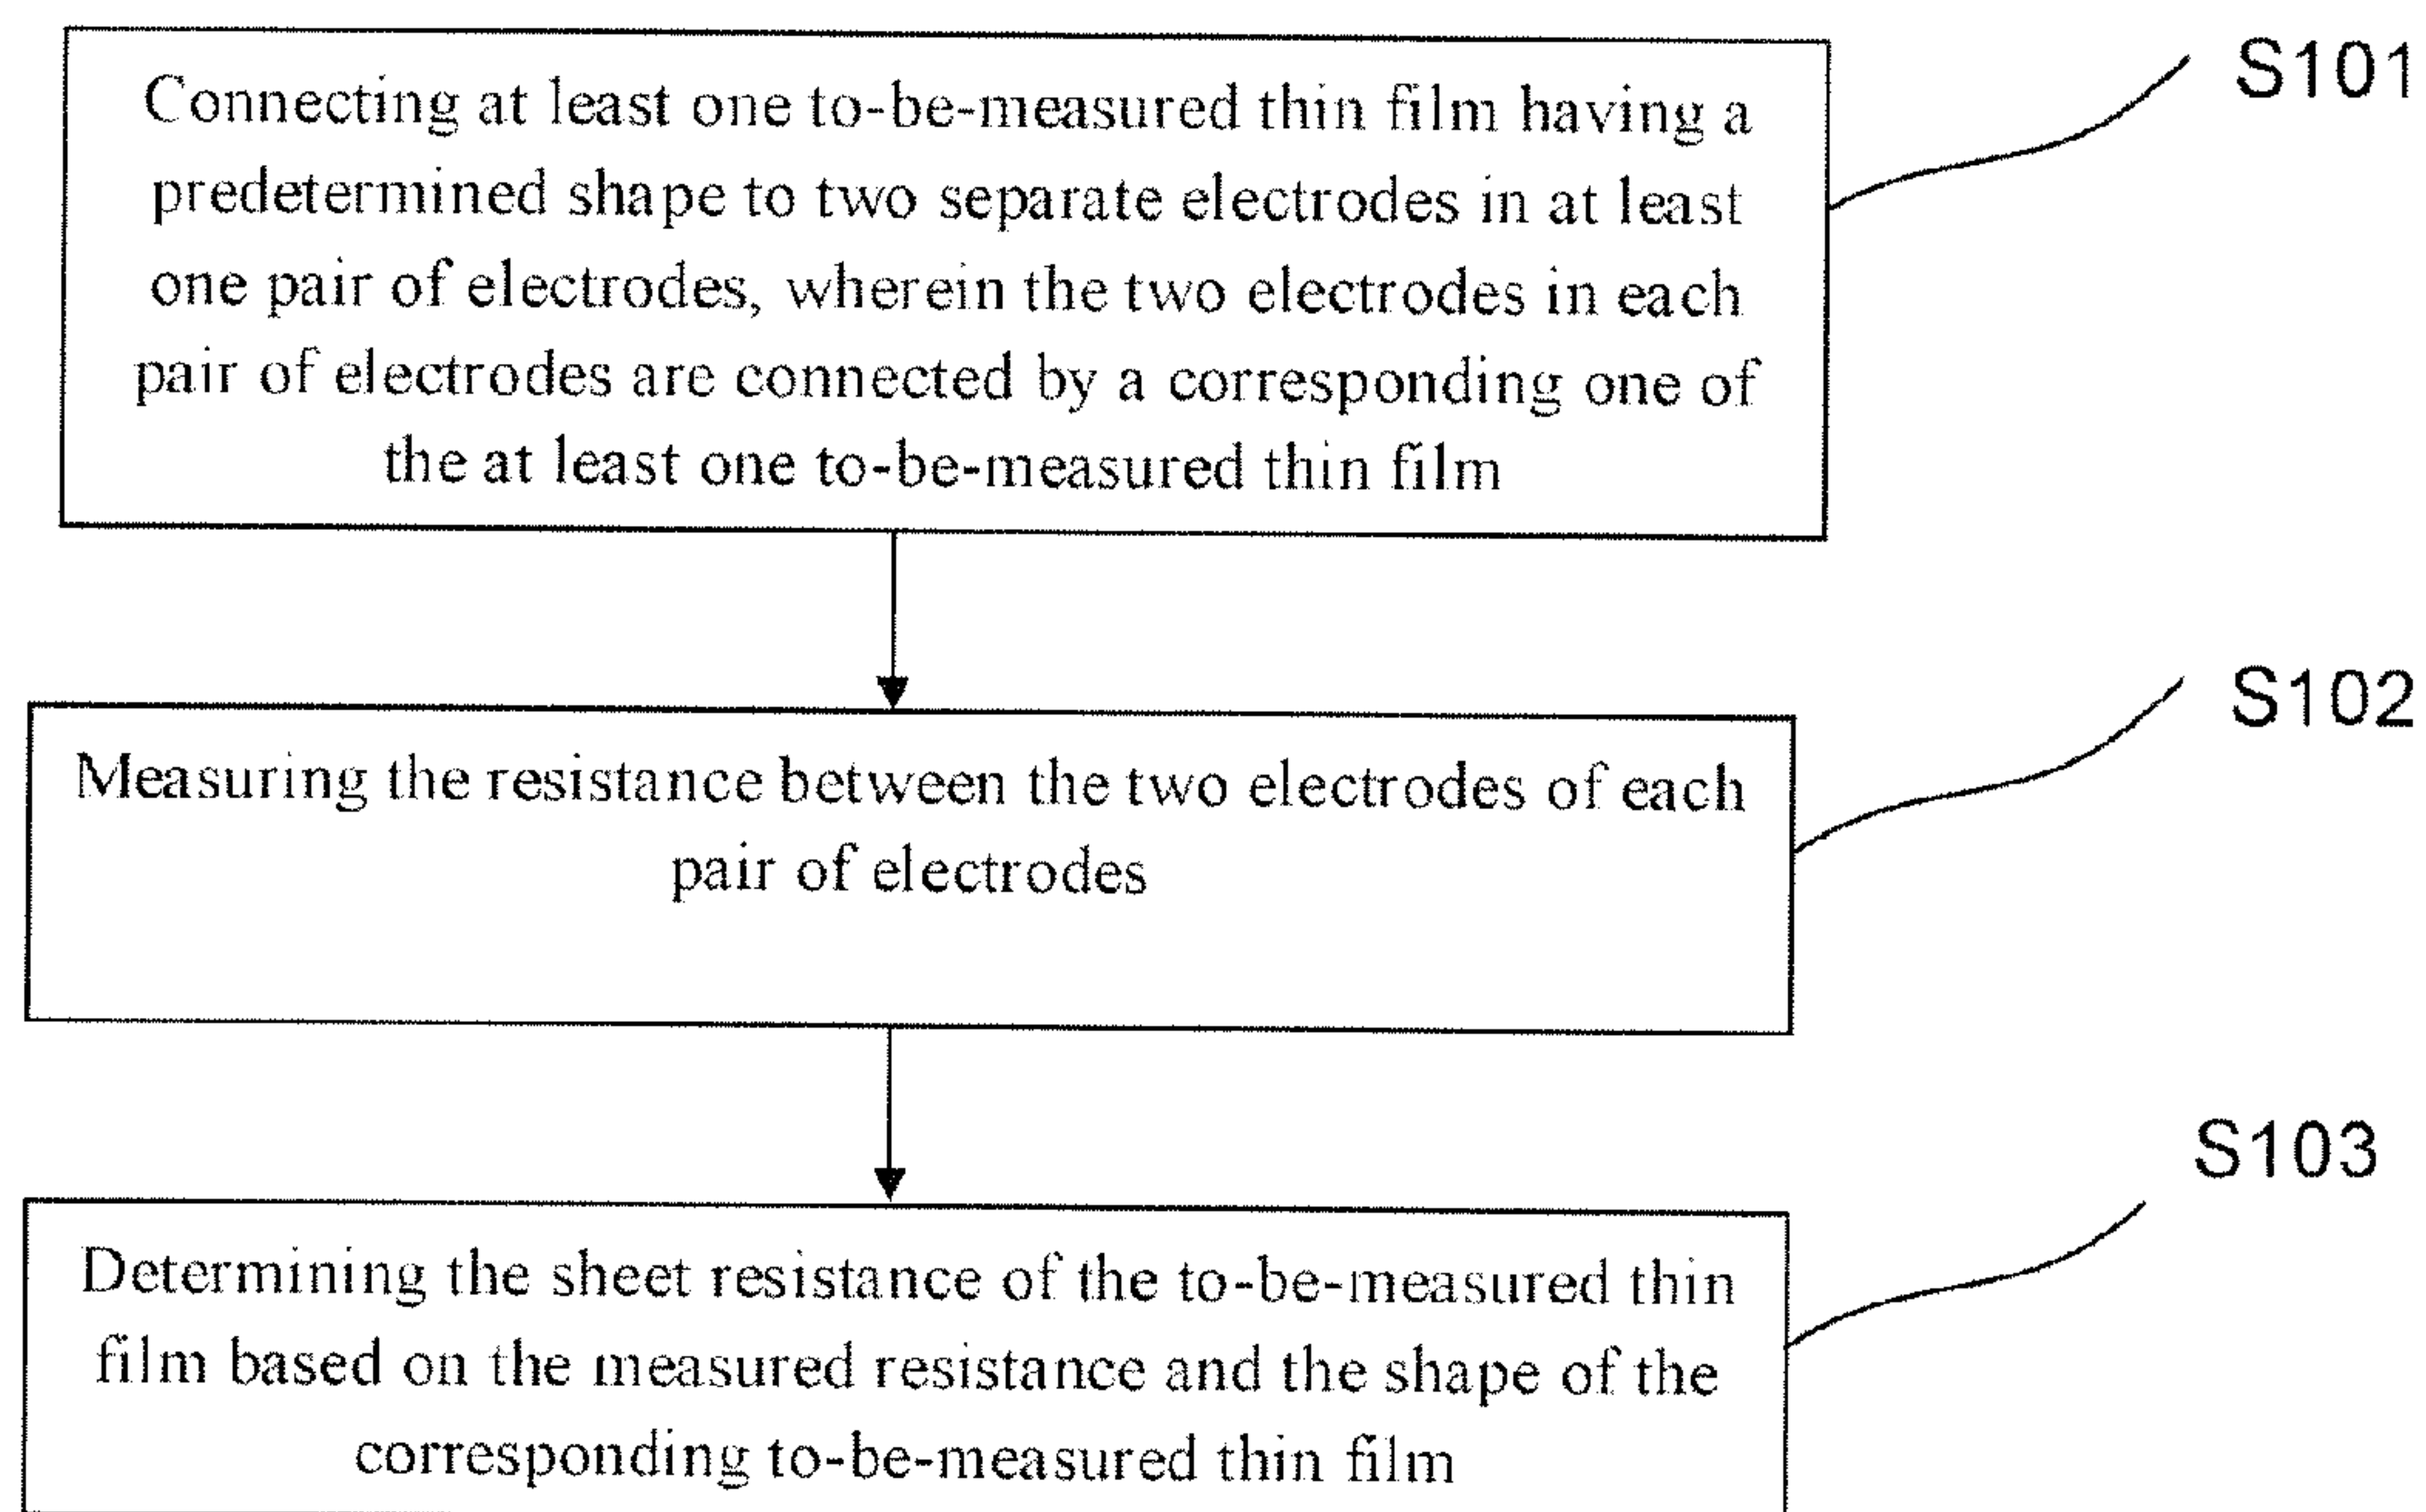 Connecting at least one to-be-measured thin film having a
predetermined shape to two separate electrodes in at least
one pair of electrodes, wherein the two electrodes in each
pair of electrodes are connected by a corresponding one of
the at least one to-be-measured thin film
S101
Measuring the resistance between the two electrodes of each
pair of electrodes
S102
Determining the sheet resistance of the to-be-measured thin
film based on the measured resistance and the shape of the
corresponding to-be-measured thin film
S103